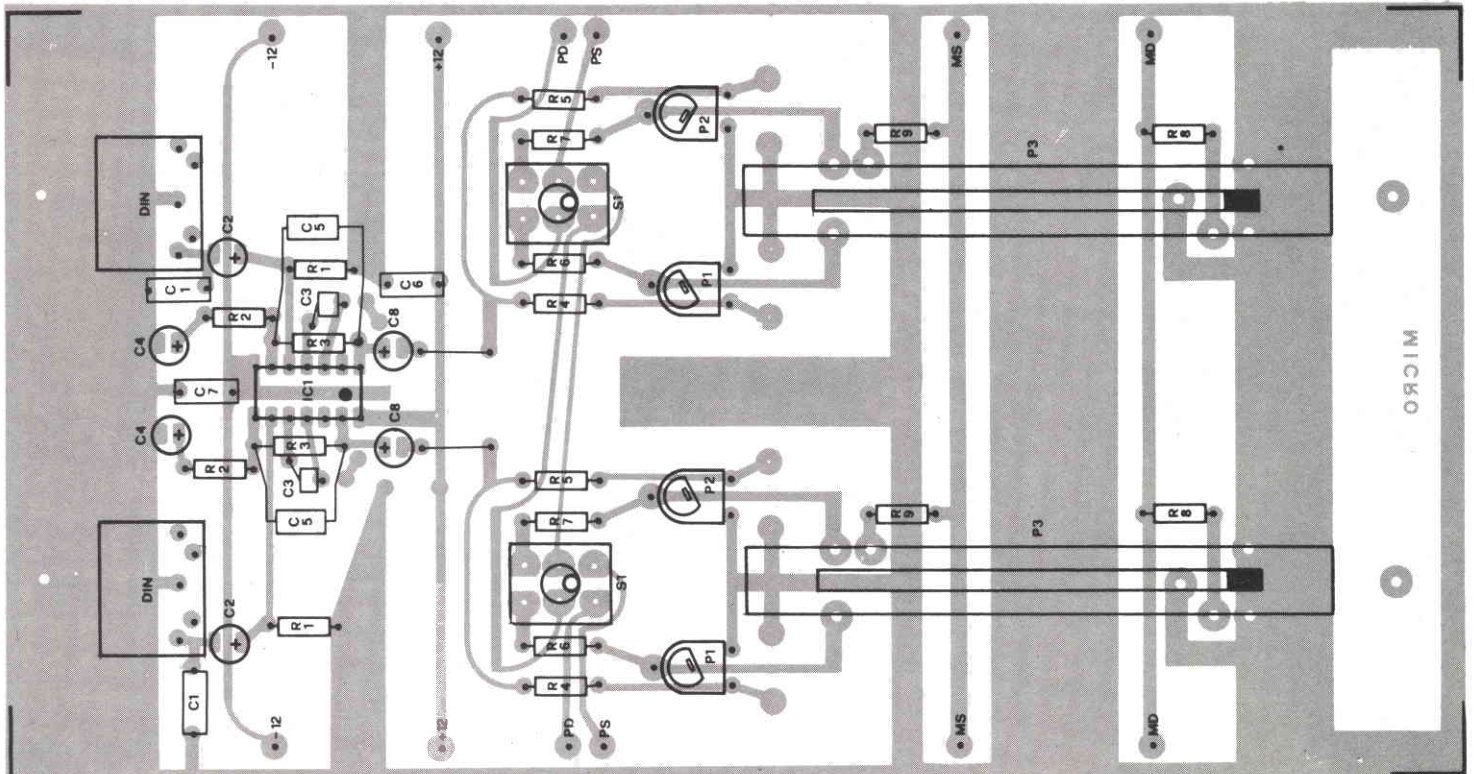 -12
+12
PD
PS
MS
MD
R5
R7
P2
R9
R8
P3
DIN
C2
C5
R1
C6
C3
S1
C1
R2
R6
P1
R4
C4
R3
C8
C7
IC1
MICRO
C4
C8
R3
R2
C3
C5
R5
R7
P2
R9
R8
P3
DIN
C2
R1
S1
R6
P1
R4
C1
-12
+12
PD
PS
MS
MD